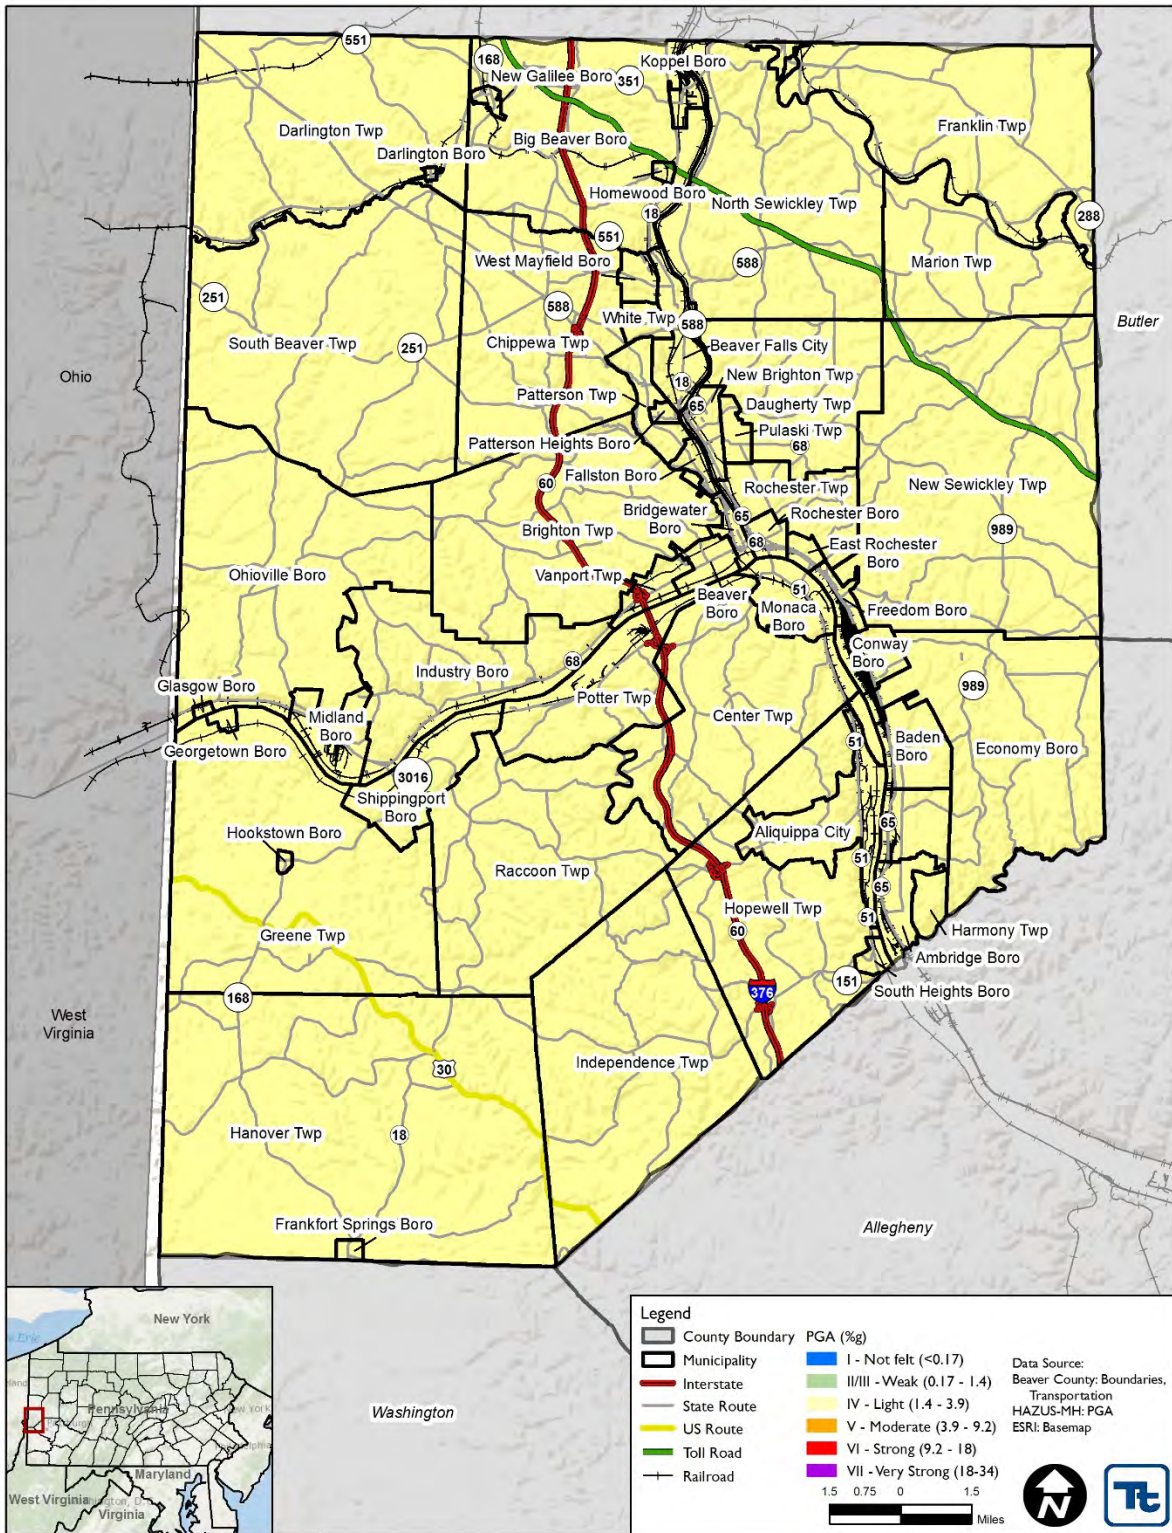 551
168
Koppel Boro
New Galilee Boro
351
Darlington Twp
Big Beaver Boro
Franklin Twp
Darlington Boro
Homewood Boro
North Sewickley Twp
18
288
551
West Mayfield Boro
588
Marion Twp
251
588
White Twp
588
Butler
South Beaver Twp
251
Chippewa Twp
Beaver Falls City
Ohio
18
New Brighton Twp
Patterson Twp
65
Daugherty Twp
Pulaski Twp
Patterson Heights Boro
68
Fallston Boro
60
Rochester Twp
New Sewickley Twp
Bridgewater
Boro
65
Rochester Boro
Brighton Twp
989
68
East Rochester
Boro
Ohioville Boro
Vanport Twp
Beaver
Boro
51
Monaca
Boro
Freedom Boro
Conway
Boro
68
Industry Boro
Glasgow Boro
989
Potter Twp
Midland
Boro
Center Twp
Georgetown Boro
51
Baden
Boro
Economy Boro
3016
Shippingport
Boro
65
Hookstown Boro
Aliquippa City
51
Raccoon Twp
65
Hopewell Twp
51
Greene Twp
60
Harmony Twp
Ambridge Boro
151
South Heights Boro
168
376
West
Virginia
Independence Twp
30
Hanover Twp
18
Frankfort Springs Boro
Allegheny
Washington
New York
Pennsylvania
Maryland
West Virginia
Virginia
Legend
County Boundary
Municipality
Interstate
State Route
US Route
Toll Road
Railroad
PGA (%g)
I - Not felt (<0.17)
II/III - Weak (0.17 - 1.4)
IV - Light (1.4 - 3.9)
V - Moderate (3.9 - 9.2)
VI - Strong (9.2 - 18)
VII - Very Strong (18-34)
Data Source:
Beaver County: Boundaries,
Transportation
HAZUS-MH: PGA
ESRI: Basemap
1.5 0.75 0 1.5
Miles
N
Tt